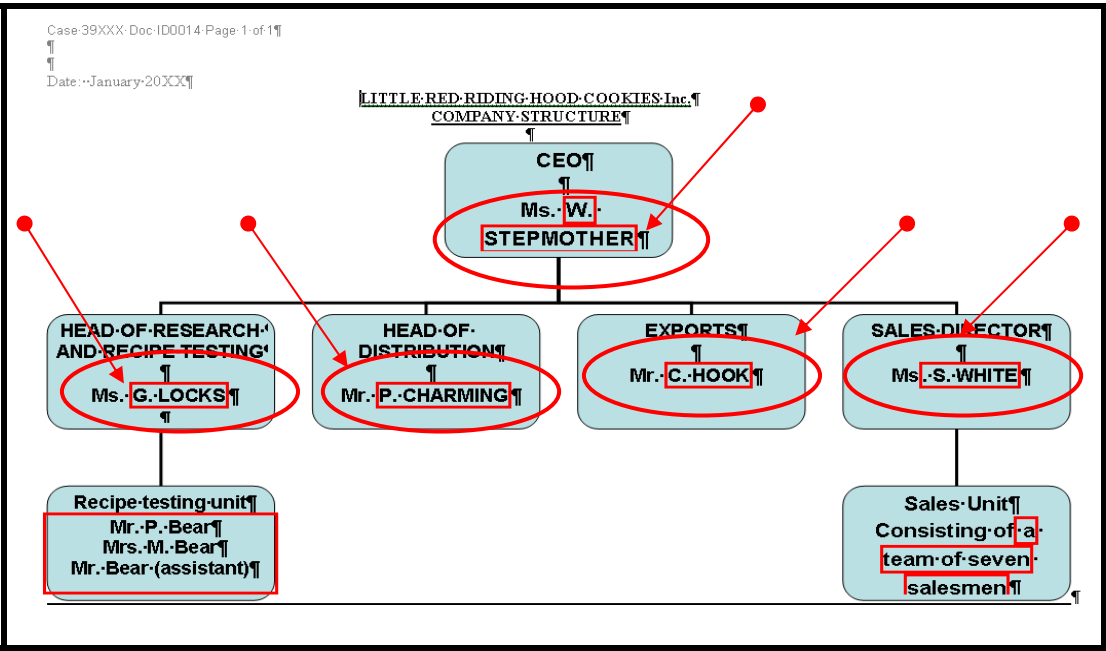 Case 39XXX Doc ID0014 Page 1 of 1¶
¶
¶
Date: January 20XX¶
LITTLE RED RIDING HOOD COOKIES Inc.¶
COMPANY STRUCTURE¶
¶
CEO¶
¶
Ms. W.
STEPMOTHER¶
HEAD OF RESEARCH
AND RECIPE TESTING¶
¶
Ms. G. LOCKS¶
¶
HEAD OF
DISTRIBUTION¶
¶
Mr. P. CHARMING¶
EXPORTS¶
¶
Mr. C. HOOK¶
SALES DIRECTOR¶
¶
Ms. S. WHITE¶
Recipe testing unit¶
Mr. P. Bear¶
Mrs. M. Bear¶
Mr. Bear (assistant)¶
Sales Unit¶
Consisting of a
team of seven
salesmen¶
¶